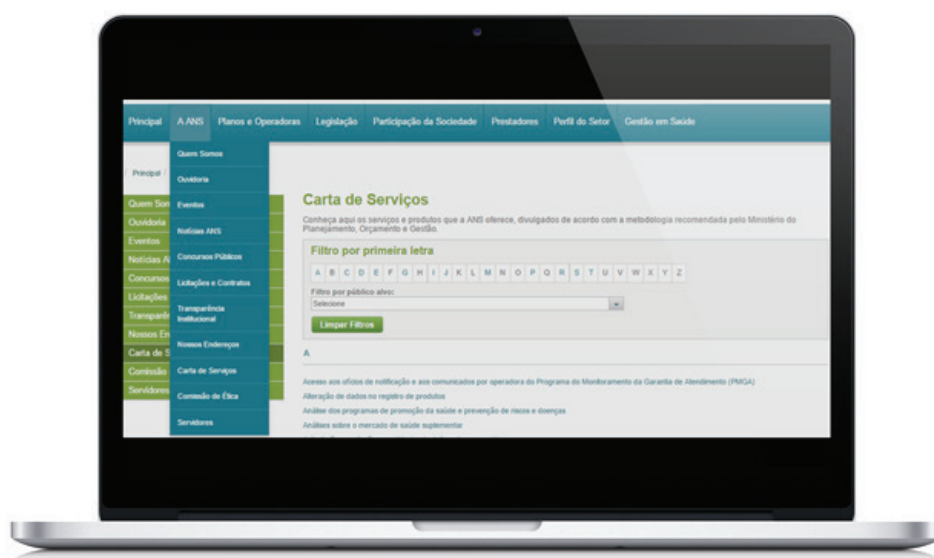 Principal A ANS Planos e Operadoras Legislação Participação da Sociedade Prestadores Perfil do Setor Gestão em Saúde
Quem Somos
Ouvidoria
Eventos
Notícias ANS
Concursos Públicos
Licitações e Contratos
Transparência
Institucional
Nossos Endereços
Carta de Serviços
Comissão de Ética
Servidores
/ Principal /
Quem Som
Ouvidoria
Eventos
Notícias A
Concursos
Licitações
Transparên
Nossos En
Carta de S
Comissão
Servidores
Carta de Serviços
Conheça aqui os serviços e produtos que a ANS oferece, divulgados de acordo com a metodologia recomendada pelo Ministério do
Planejamento, Orçamento e Gestão.
Filtro por primeira letra
A B C D E F G H I J K L M N O P Q R S T U V W X Y Z
Filtro por público alvo:
Selecione
Limpar Filtros
A
Acesso aos ofícios de notificação e aos comunicados por operadora do Programa do Monitoramento da Garantia de Atendimento (PMGA)
Alteração de dados no registro de produtos
Análise dos programas de promoção da saúde e prevenção de riscos e doenças
Análises sobre o mercado de saúde suplementar